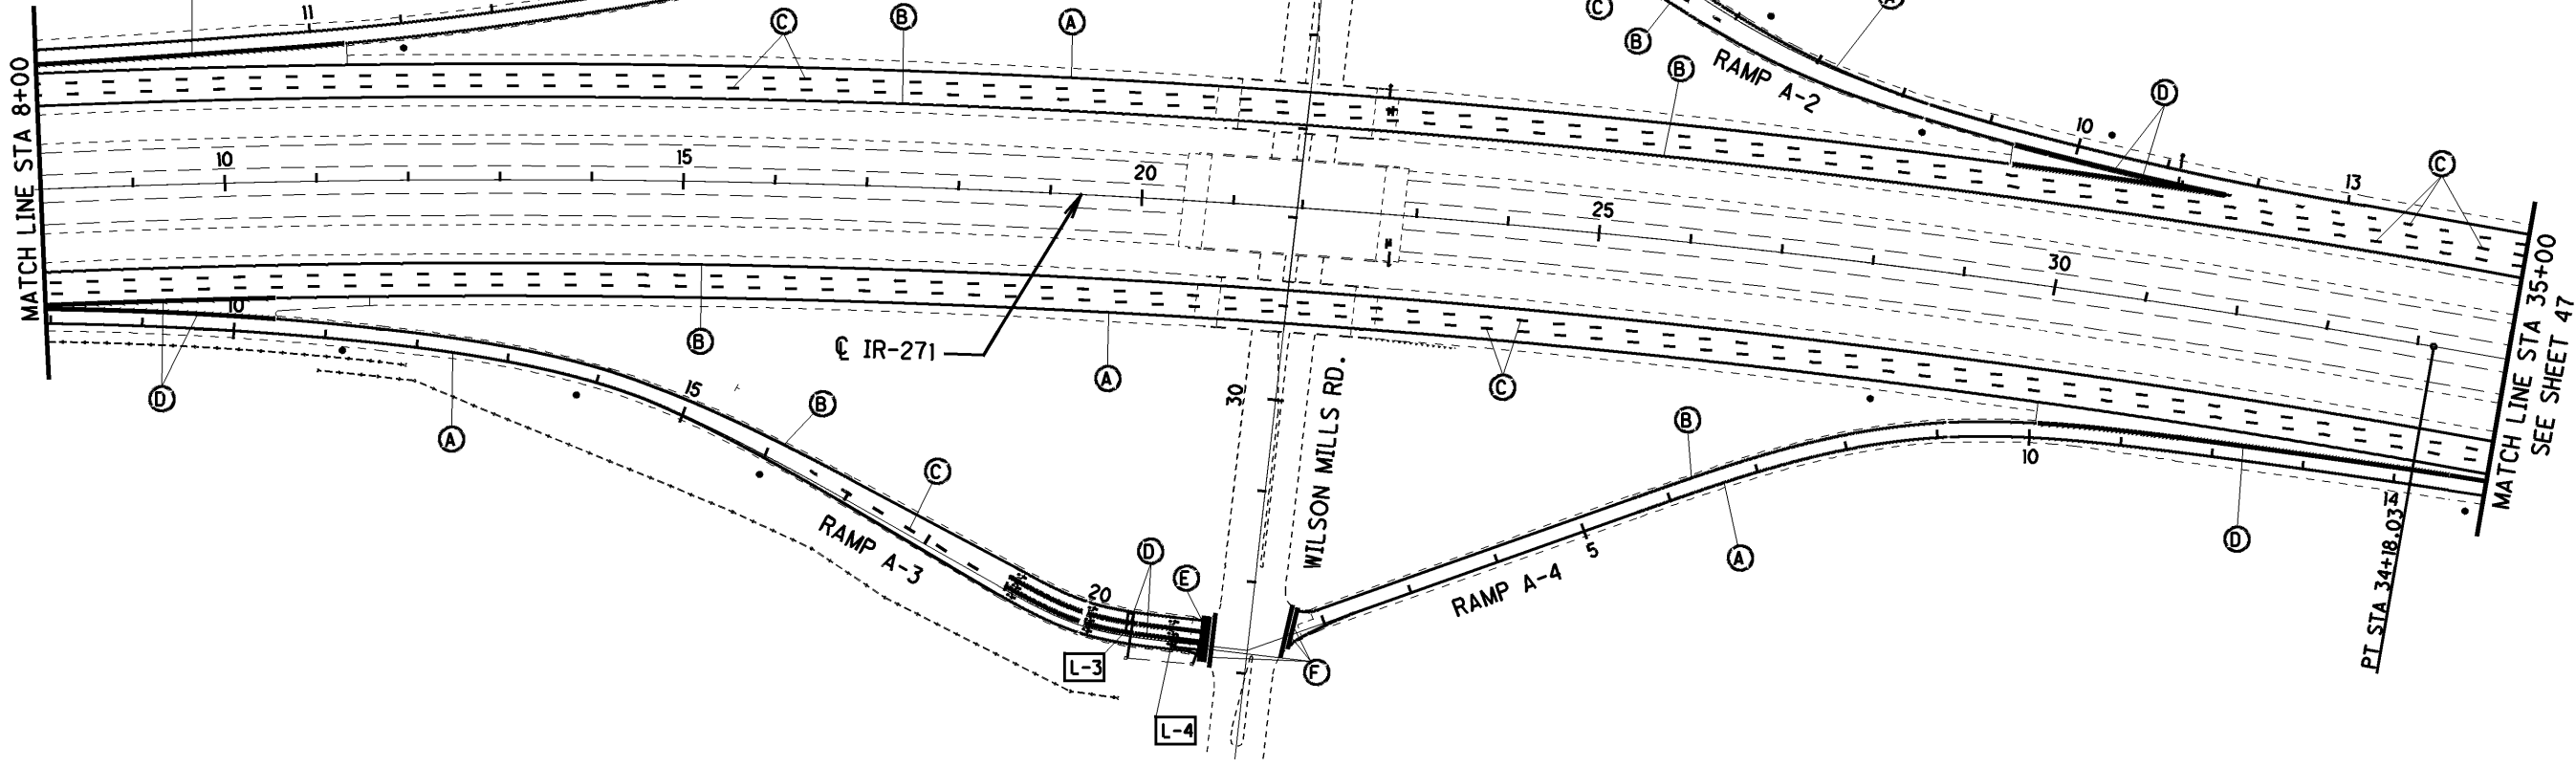 11
C
B
A
C
B
A
B
RAMP A-2
D
10
13
C
MATCH LINE STA 8+00
10
15
20
25
30
10
D
A
B
15
℄ IR-271
A
B
C
RAMP A-3
20
D
E
L-3
L-4
30
WILSON MILLS RD.
F
C
B
A
5
RAMP A-4
10
14
D
PT STA 34+18.03
MATCH LINE STA 35+00
SEE SHEET 47